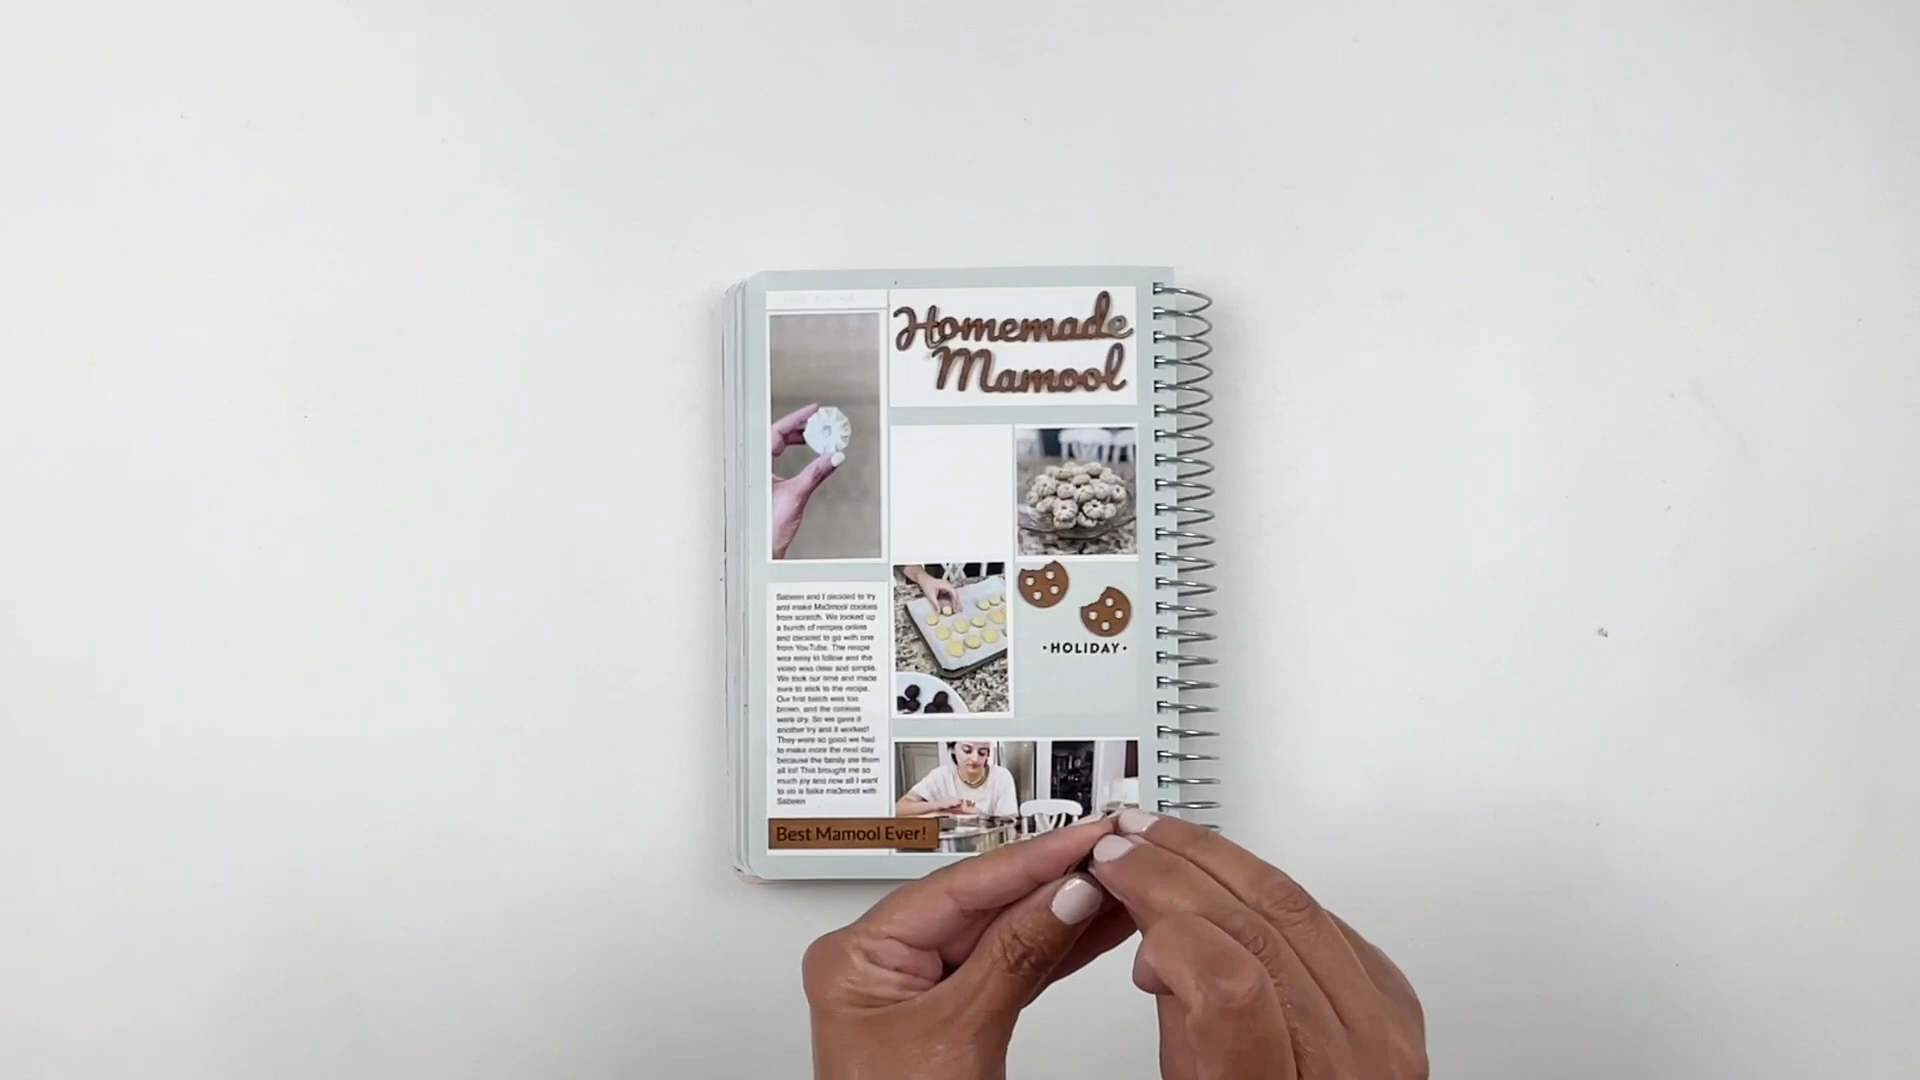 Homemade
Mamool
Sabeen and I decided to try
and make Ma3mool cookies
from scratch. We looked up
a bunch of recipes online
and decided to go with one
from YouTube. The recipe
was easy to follow and the
video was clear and simple.
We took our time and made
sure to stick to the recipe.
Our first batch was too
brown, and the cookies
were dry. So we gave it
another try and it worked!
They were so good we had
to make more the next day
because the family ate them
all lol! This brought me so
much joy and now all I want
to do is bake ma3mool with
Sabeen
·HOLIDAY·
Best Mamool Ever!